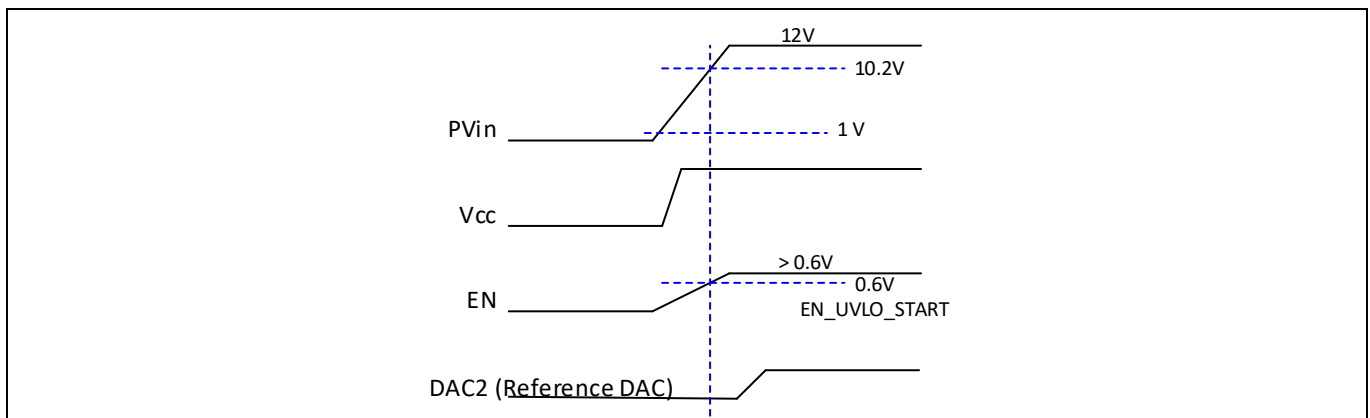 12V
10.2V
PVin
1 V
Vcc
> 0.6V
0.6V
EN
EN_UVLO_START
DAC2 (Reference DAC)